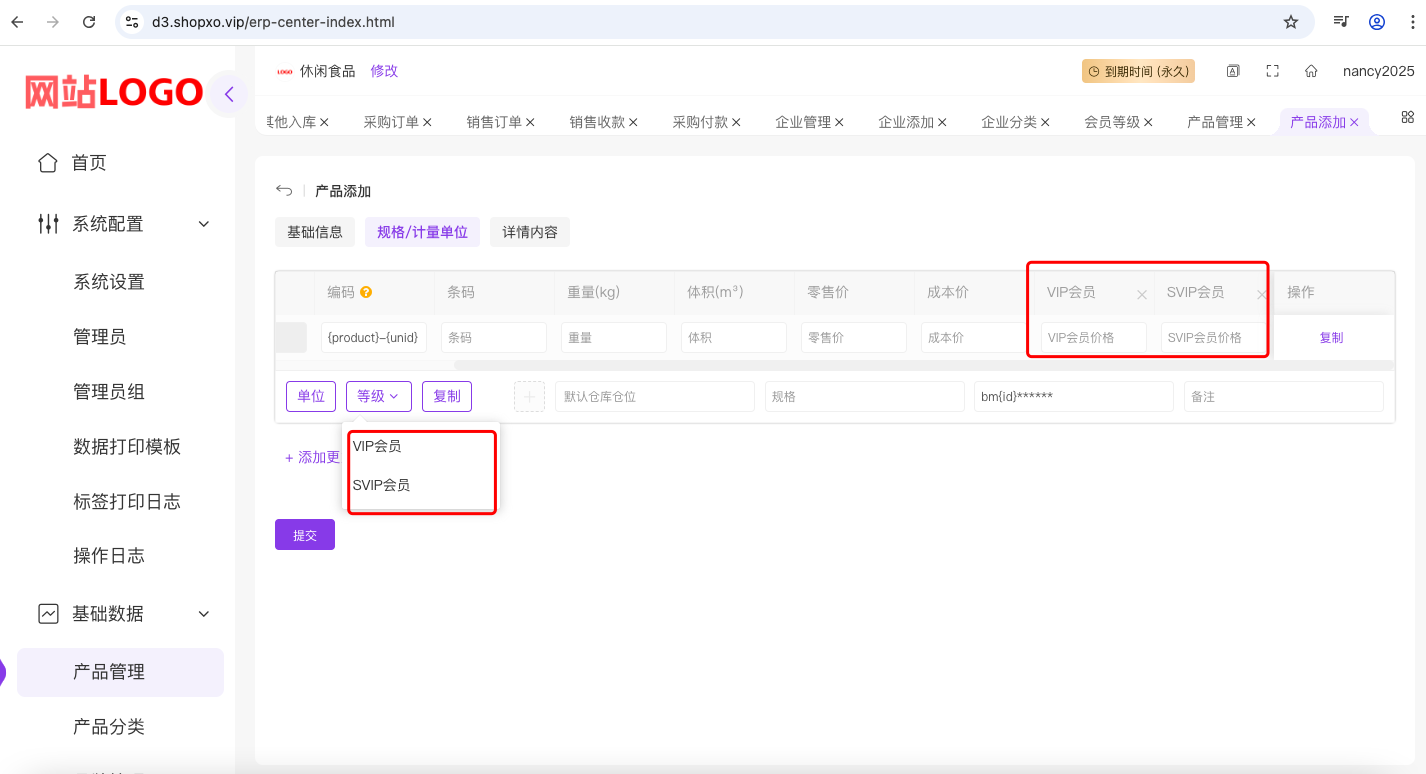 d3.shopxo.vip/erp-center-index.html
网站LOGO
LOGO 休闲食品 修改
到期时间 (永久)
nancy2025
其他入库 采购订单 销售订单 销售收款 采购付款 企业管理 企业添加 企业分类 会员等级 产品管理 产品添加
首页
系统配置
系统设置
管理员
管理员组
数据打印模板
标签打印日志
操作日志
基础数据
产品管理
产品分类
产品添加
基础信息 规格/计量单位 详情内容
编码 条码 重量(kg) 体积(m³) 零售价 成本价 VIP会员 SVIP会员 操作
{product}-{unid} 条码 重量 体积 零售价 成本价 VIP会员价格 SVIP会员价格 复制
单位 等级 复制 默认仓库仓位 规格 bm{id}****** 备注
VIP会员
+ 添加更
SVIP会员
提交